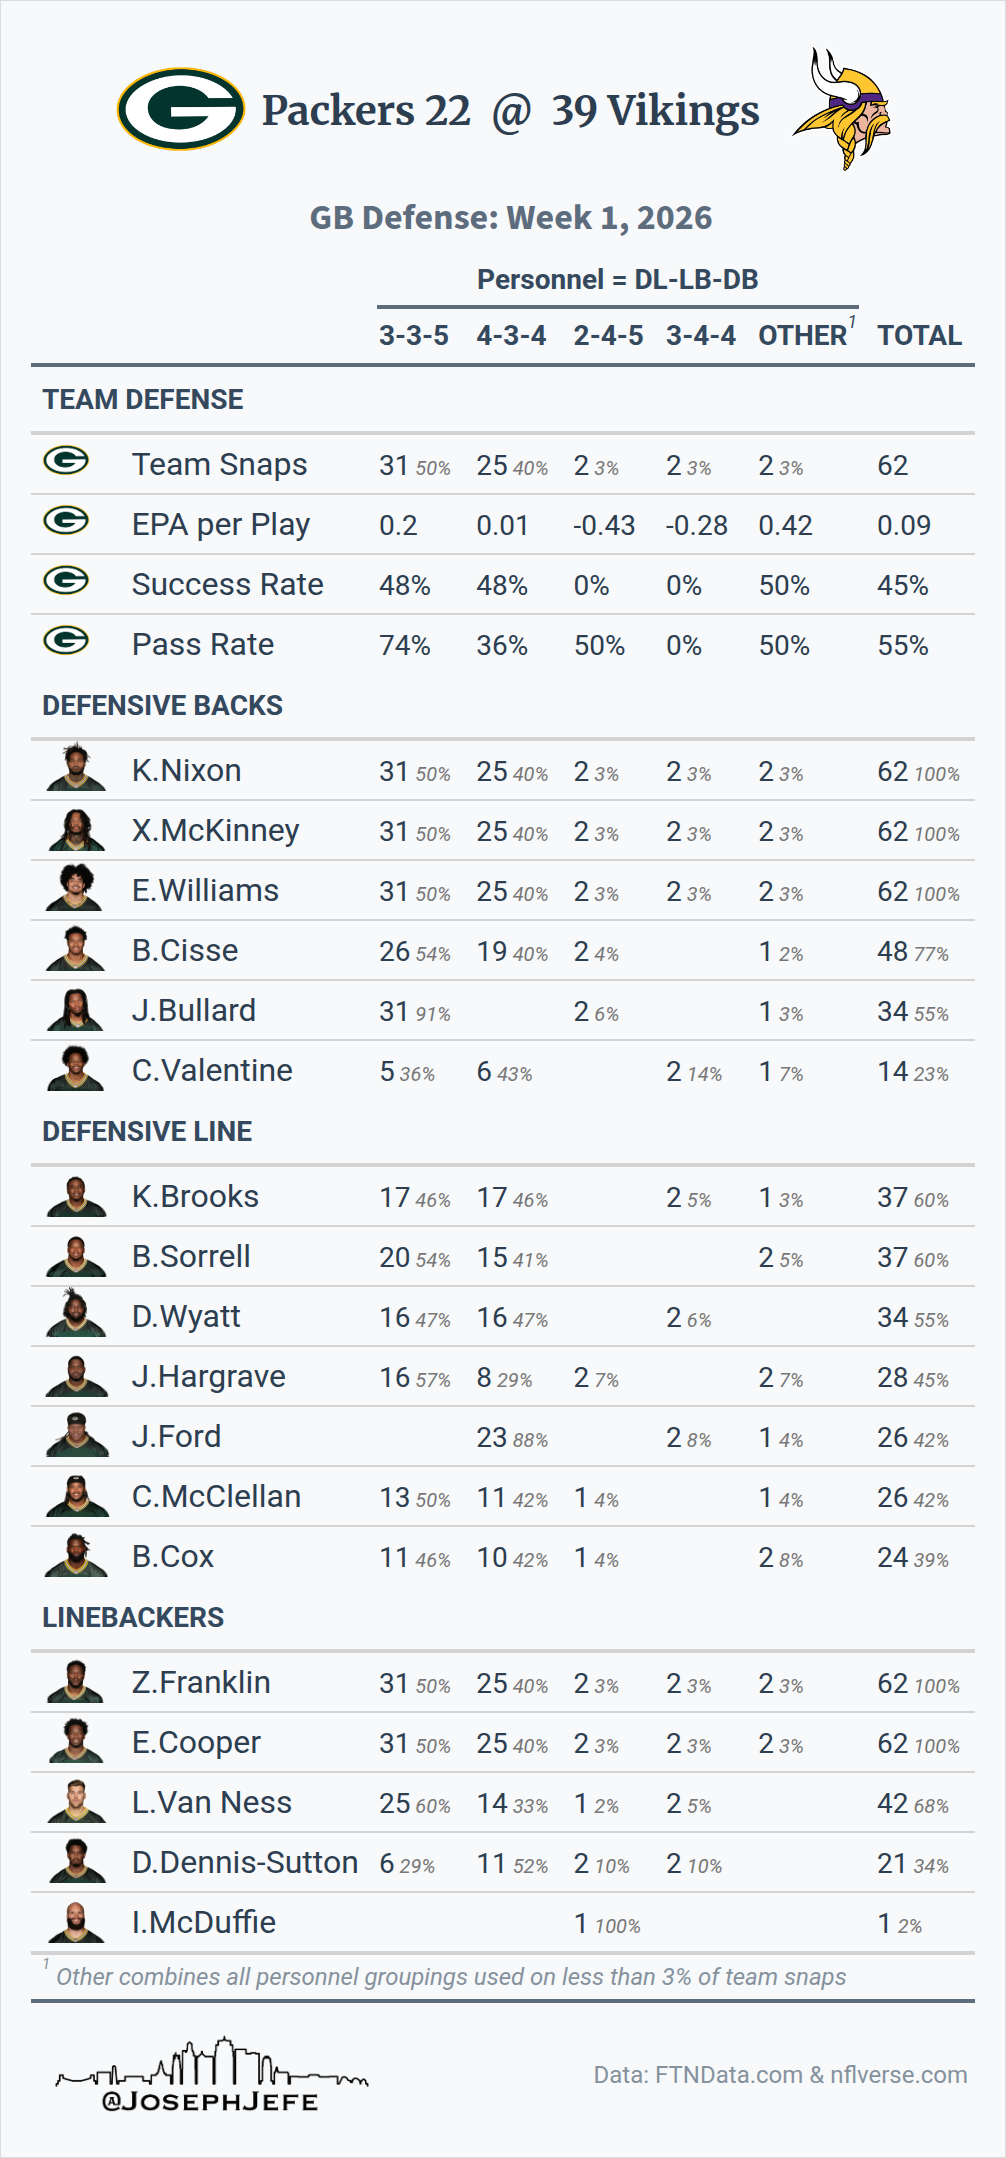 Packers 22 @ 39 Vikings
GB Defense: Week 1, 2026
Personnel = DL-LB-DB
3-3-5 4-3-4 2-4-5 3-4-4 OTHER 1 TOTAL
TEAM DEFENSE
Team Snaps 31 50% 25 40% 2 3% 2 3% 2 3% 62
EPA per Play 0.2 0.01 -0.43 -0.28 0.42 0.09
Success Rate 48% 48% 0% 0% 50% 45%
Pass Rate 74% 36% 50% 0% 50% 55%
DEFENSIVE BACKS
K.Nixon 31 50% 25 40% 2 3% 2 3% 2 3% 62 100%
X.McKinney 31 50% 25 40% 2 3% 2 3% 2 3% 62 100%
E.Williams 31 50% 25 40% 2 3% 2 3% 2 3% 62 100%
B.Cisse 26 54% 19 40% 2 4% 1 2% 48 77%
J.Bullard 31 91% 2 6% 1 3% 34 55%
C.Valentine 5 36% 6 43% 2 14% 1 7% 14 23%
DEFENSIVE LINE
K.Brooks 17 46% 17 46% 2 5% 1 3% 37 60%
B.Sorrell 20 54% 15 41% 2 5% 37 60%
D.Wyatt 16 47% 16 47% 2 6% 34 55%
J.Hargrave 16 57% 8 29% 2 7% 2 7% 28 45%
J.Ford 23 88% 2 8% 1 4% 26 42%
C.McClellan 13 50% 11 42% 1 4% 1 4% 26 42%
B.Cox 11 46% 10 42% 1 4% 2 8% 24 39%
LINEBACKERS
Z.Franklin 31 50% 25 40% 2 3% 2 3% 2 3% 62 100%
E.Cooper 31 50% 25 40% 2 3% 2 3% 2 3% 62 100%
L.Van Ness 25 60% 14 33% 1 2% 2 5% 42 68%
D.Dennis-Sutton 6 29% 11 52% 2 10% 2 10% 21 34%
I.McDuffie 1 100% 1 2%
1 Other combines all personnel groupings used on less than 3% of team snaps
@JOSEPHJEFE
Data: FTNData.com & nflverse.com